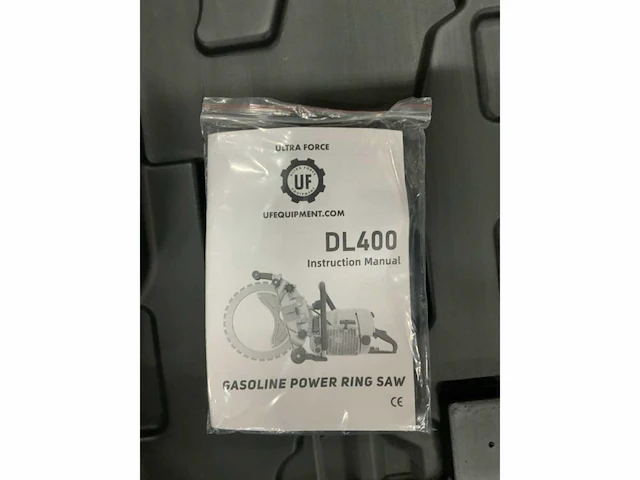 ULTRA FORCE
UF
UFEQUIPMENT.COM
DL400
Instruction Manual
GASOLINE POWER RING SAW
CE